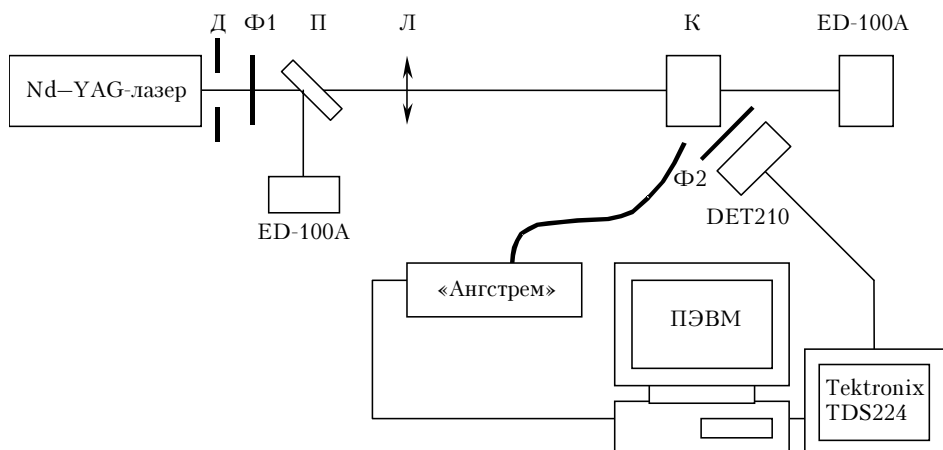 Д Ф1 П Л К ED-100A
Nd–YAG-лазер
Ф2
ED-100A
DET210
«Ангстрем»
ПЭВМ
Tektronix
TDS224